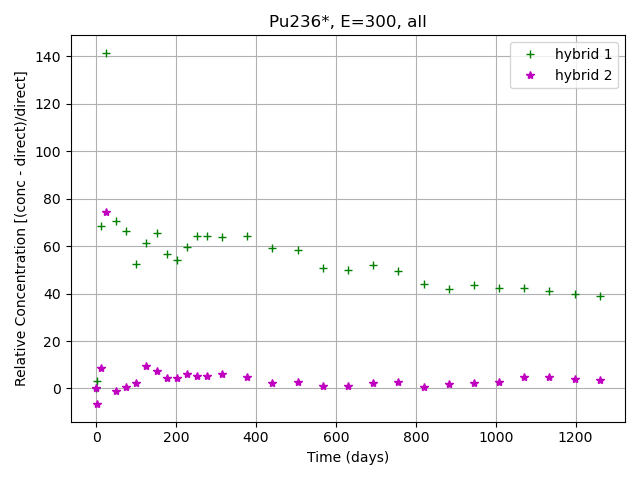 Pu236*, E=300, all
Relative Concentration [(conc - direct)/direct]
140
120
100
80
60
40
20
0
hybrid 1
hybrid 2
0 200 400 600 800 1000 1200
Time (days)